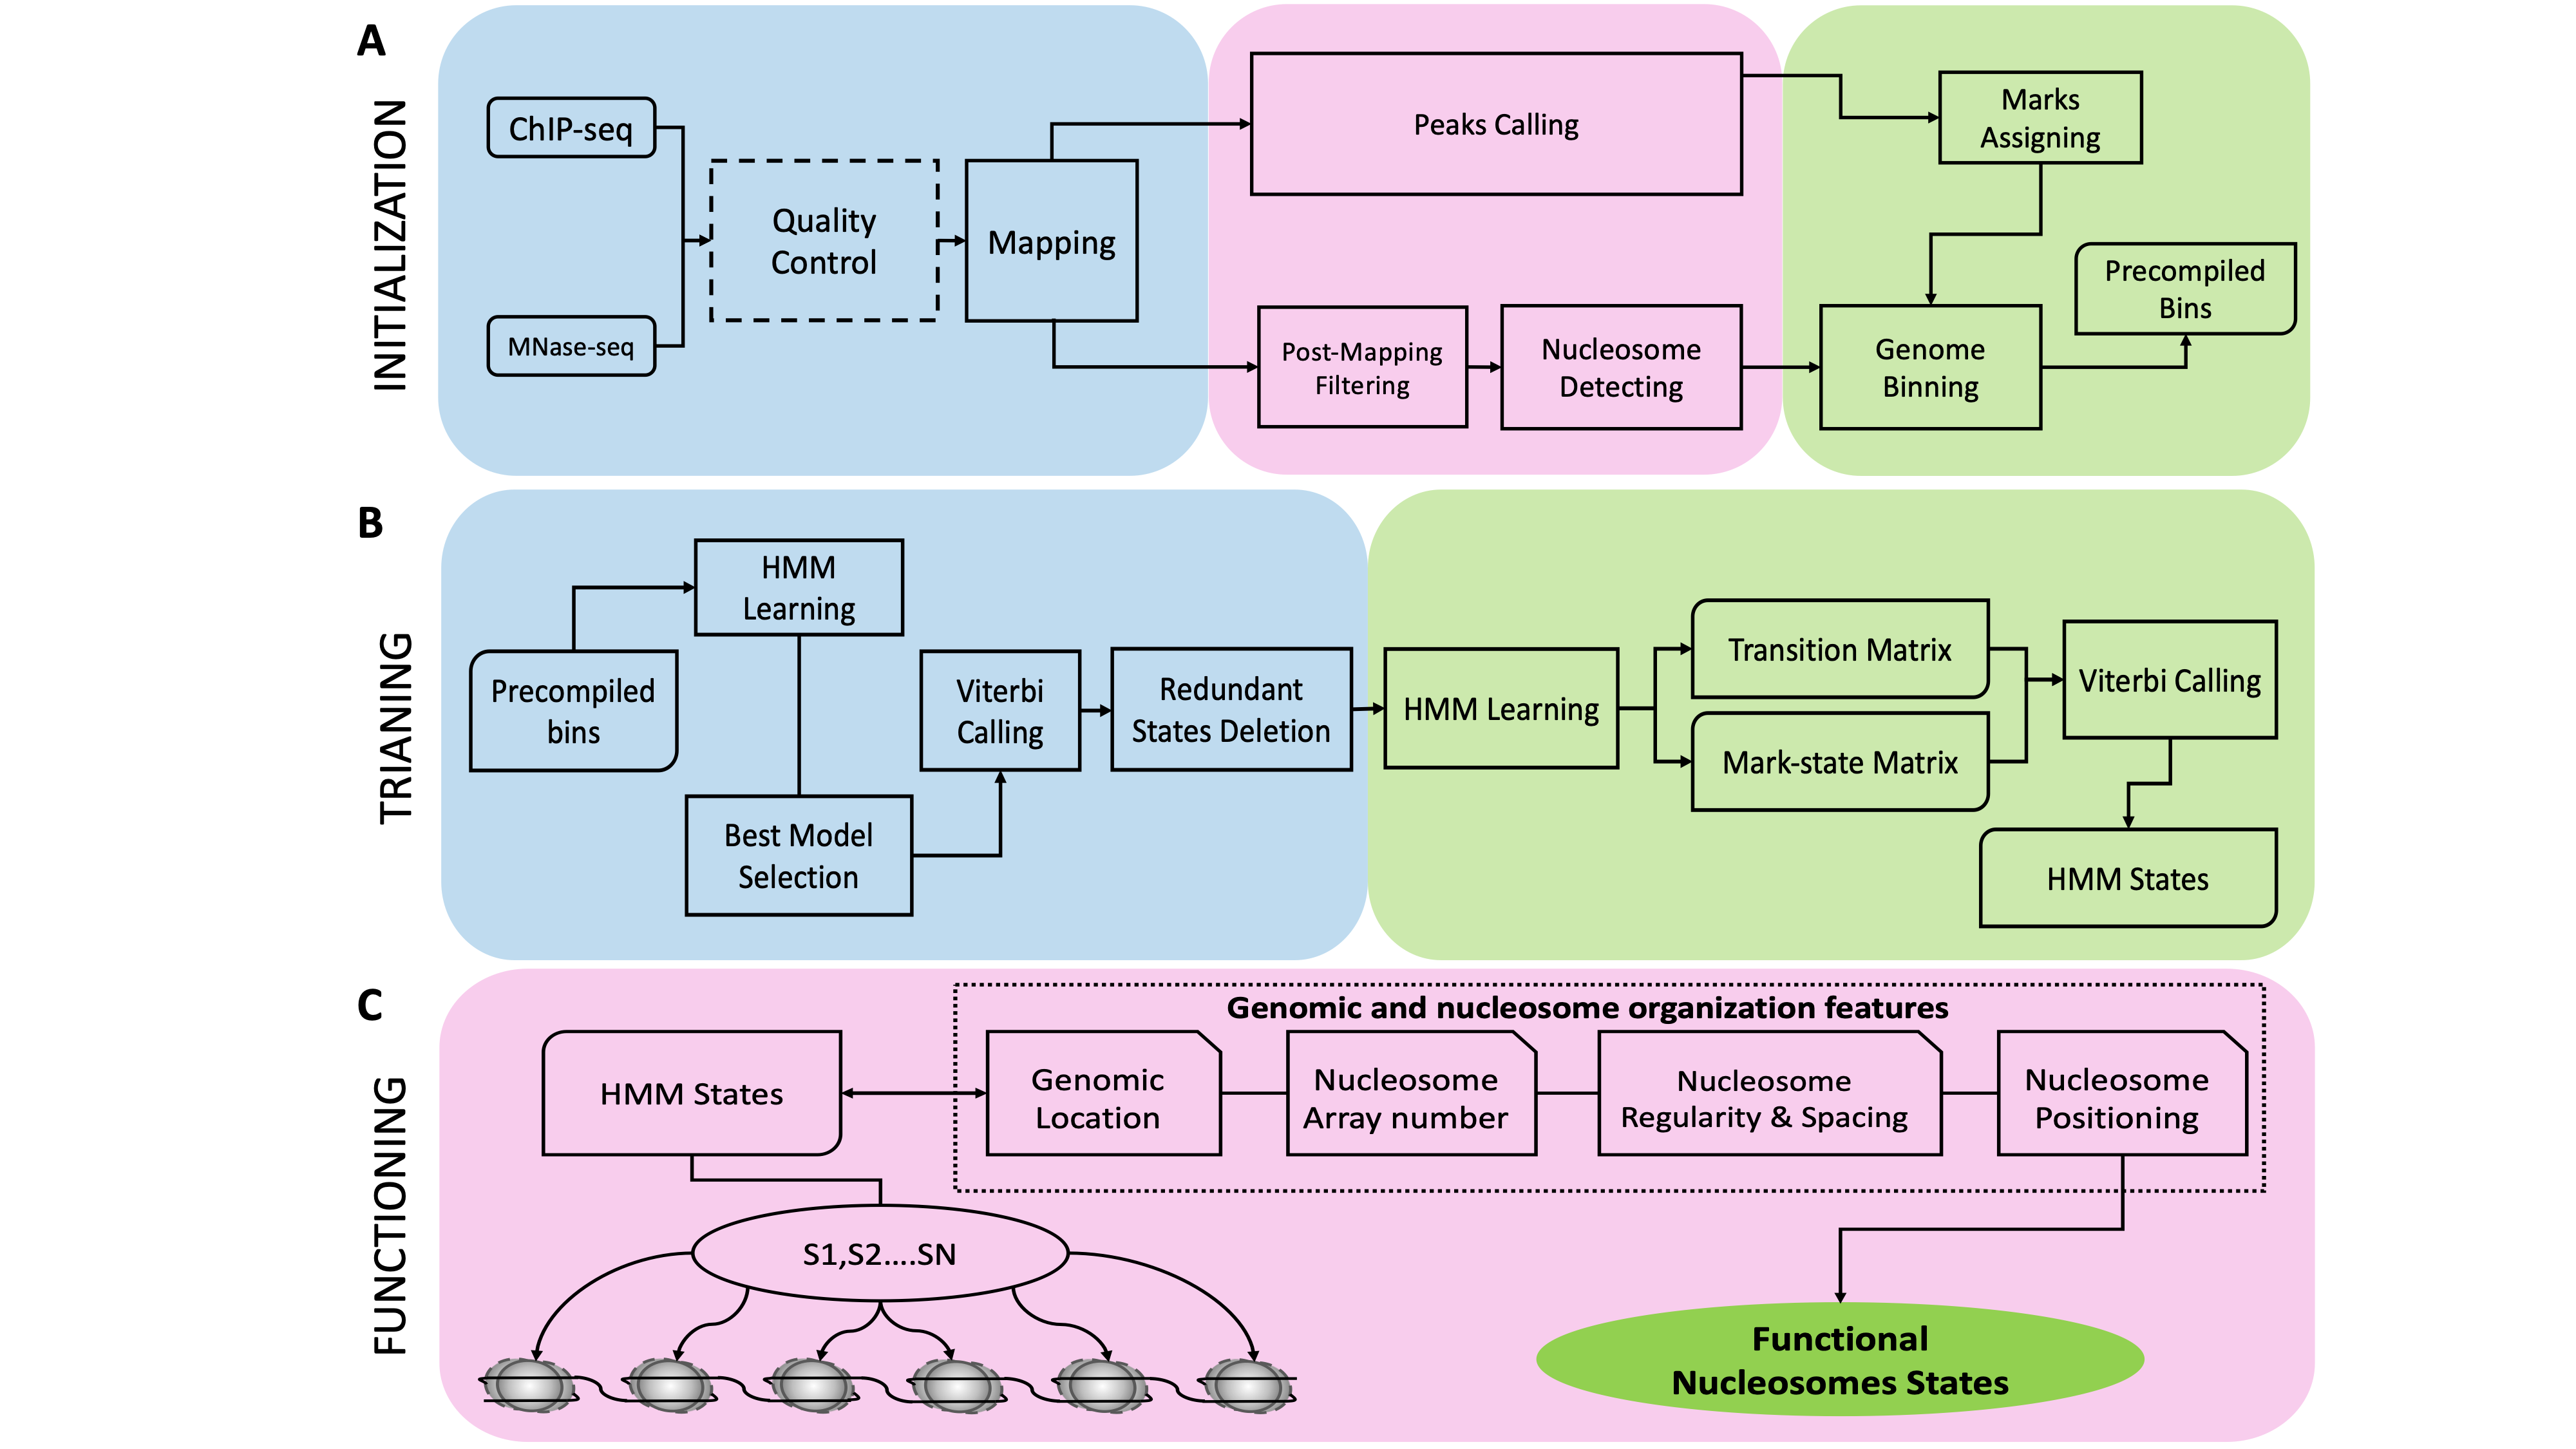 A
INITIALIZATION
ChIP-seq
MNase-seq
Quality
Control
Mapping
Peaks Calling
Post-Mapping
Filtering
Nucleosome
Detecting
Marks
Assigning
Genome
Binning
Precompiled
Bins
B
TRIANING
Precompiled
bins
HMM
Learning
Best Model
Selection
Viterbi
Calling
Redundant
States Deletion
HMM Learning
Transition Matrix
Mark-state Matrix
Viterbi Calling
HMM States
C
FUNCTIONING
Genomic and nucleosome organization features
HMM States
Genomic
Location
Nucleosome
Array number
Nucleosome
Regularity & Spacing
Nucleosome
Positioning
S1,S2....SN
Functional
Nucleosomes States